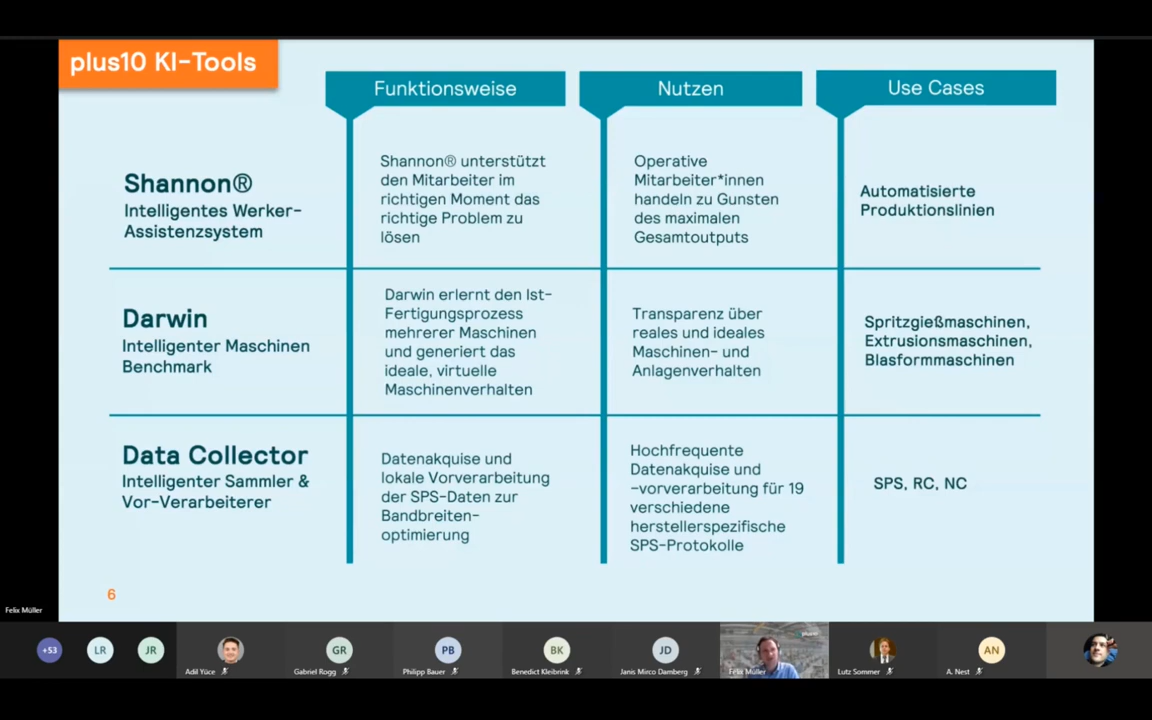 plus10 KI-Tools
Funktionsweise
Nutzen
Use Cases
Shannon®
Intelligentes Werker-
Assistenzsystem
Shannon® unterstützt
den Mitarbeiter im
richtigen Moment das
richtige Problem zu
lösen
Operative
Mitarbeiter*innen
handeln zu Gunsten
des maximalen
Gesamtoutputs
Automatisierte
Produktionslinien
Darwin
Intelligenter Maschinen
Benchmark
Darwin erlernt den Ist-
Fertigungsprozess
mehrerer Maschinen
und generiert das
ideale, virtuelle
Maschinenverhalten
Transparenz über
reales und ideales
Maschinen- und
Anlagenverhalten
Spritzgießmaschinen,
Extrusionsmaschinen,
Blasformmaschinen
Data Collector
Intelligenter Sammler &
Vor-Verarbeiterer
Datenakquise und
lokale Vorverarbeitung
der SPS-Daten zur
Bandbreiten-
optimierung
Hochfrequente
Datenakquise und
-vorverarbeitung für 19
verschiedene
herstellerspezifische
SPS-Protokolle
SPS, RC, NC
6
Felix Müller
+53
LR
JR
Adil Yüce
GR
Gabriel Rogg
PB
Philipp Bauer
BK
Benedict Kleibrink
JD
Janis Mirco Damberg
plus10
Felix Müller
Lutz Sommer
AN
A. Nest